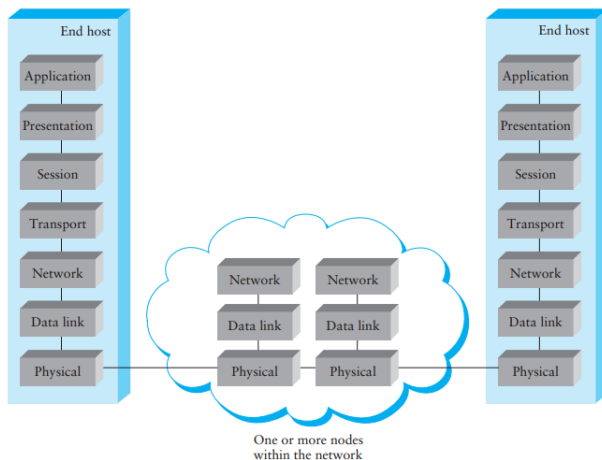 End host
Application
Presentation
Session
Transport
Network
Data link
Physical
Network
Data link
Physical
Network
Data link
Physical
One or more nodes
within the network
End host
Application
Presentation
Session
Transport
Network
Data link
Physical